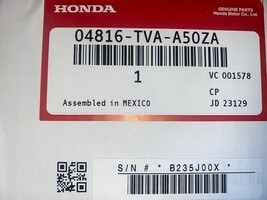 HONDA
GENUINE PARTS
Honda Motor Co., Ltd.
04816-TVA-A50ZA
1
VC 001578
CP
Assembled in MEXICO
JD 23129
S/N # * B235J00X *